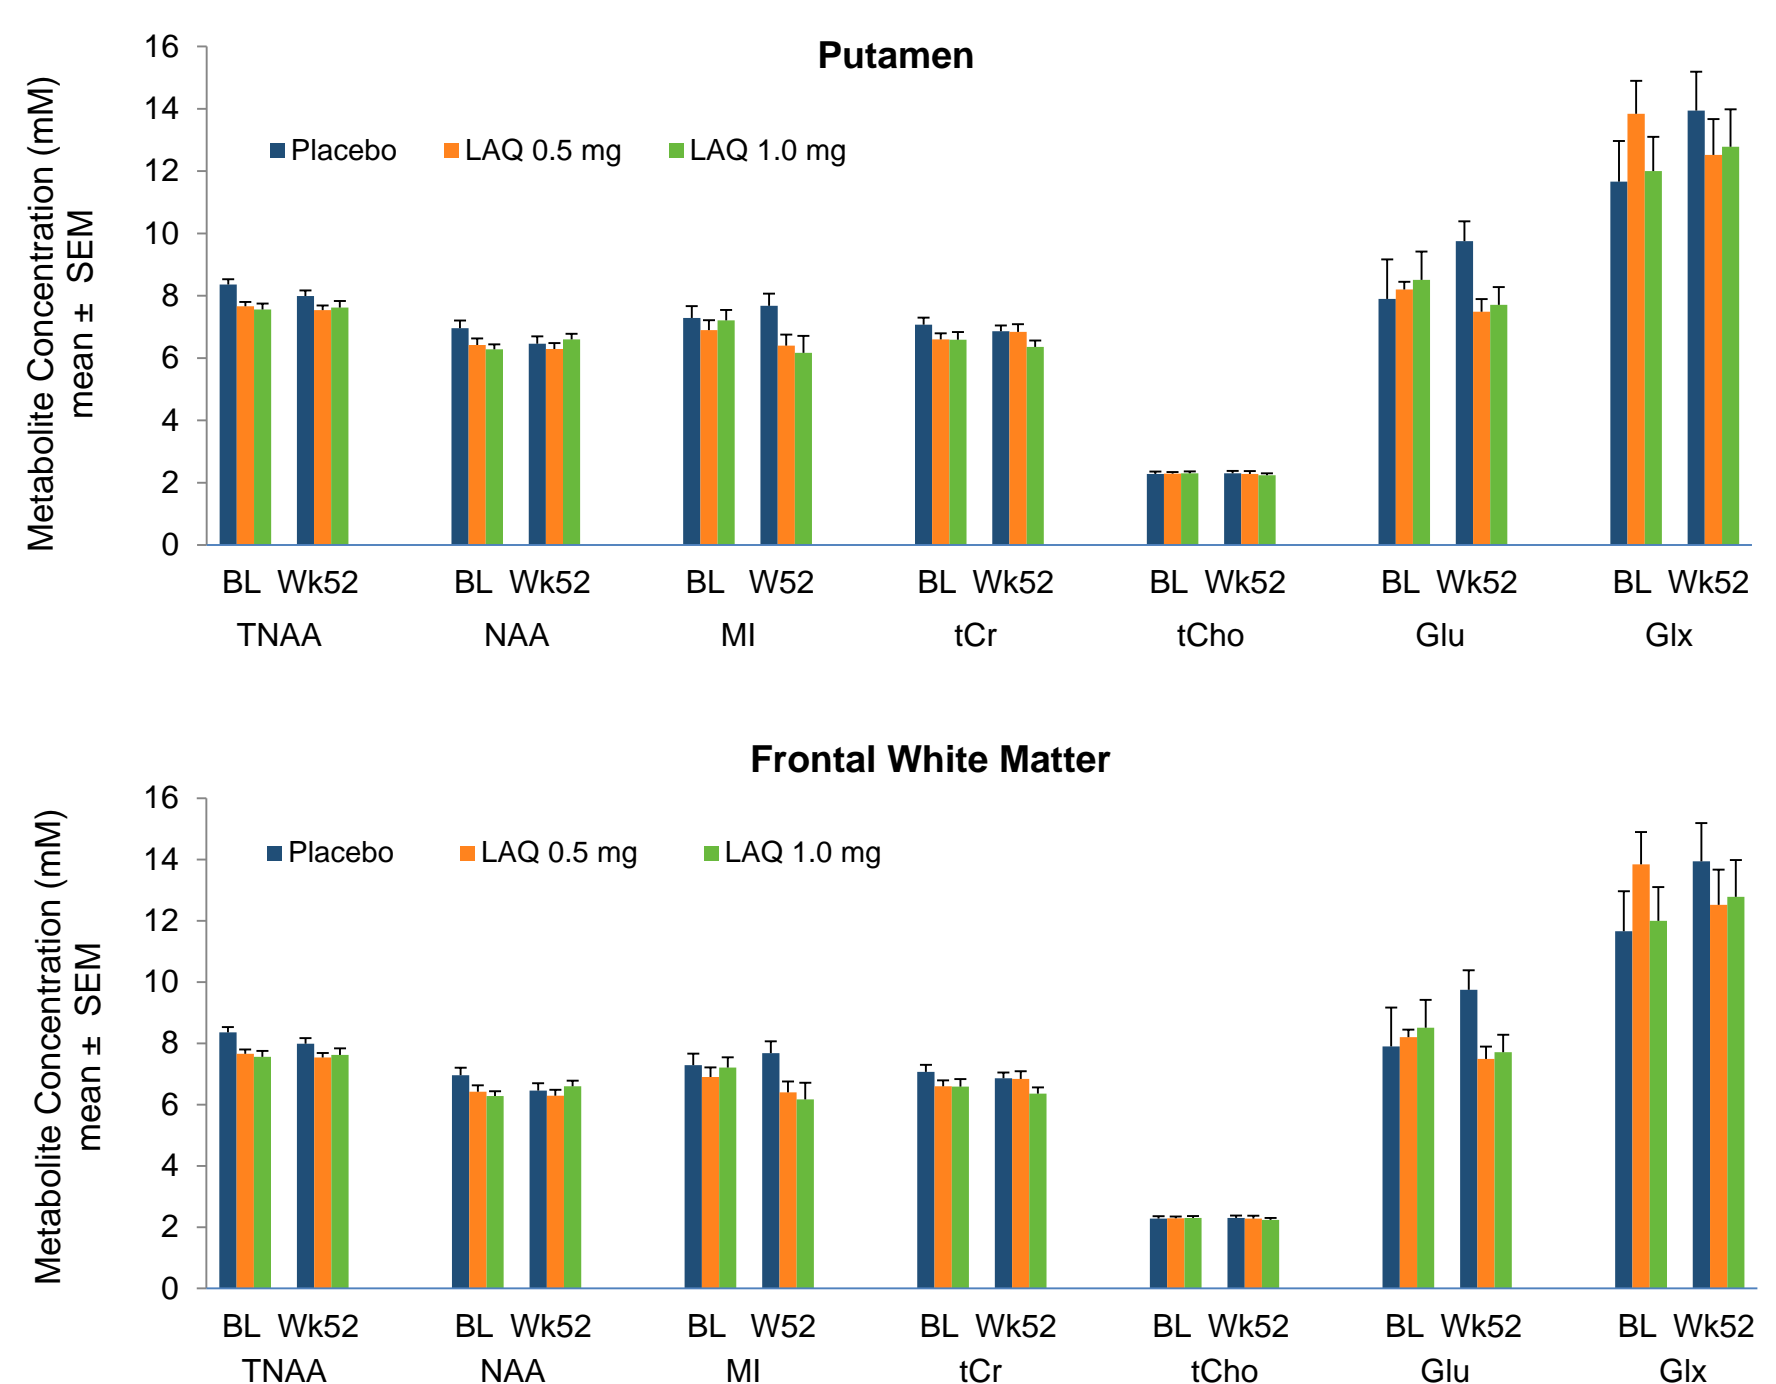 Putamen
Metabolite Concentration (mM)
mean ± SEM
16
14
12
10
8
6
4
2
0
Placebo LAQ 0.5 mg LAQ 1.0 mg
BL Wk52 BL Wk52 BL W52 BL Wk52 BL Wk52 BL Wk52 BL Wk52
TNAA NAA MI tCr tCho Glu Glx
Frontal White Matter
Metabolite Concentration (mM)
mean ± SEM
16
14
12
10
8
6
4
2
0
Placebo LAQ 0.5 mg LAQ 1.0 mg
BL Wk52 BL Wk52 BL W52 BL Wk52 BL Wk52 BL Wk52 BL Wk52
TNAA NAA MI tCr tCho Glu Glx